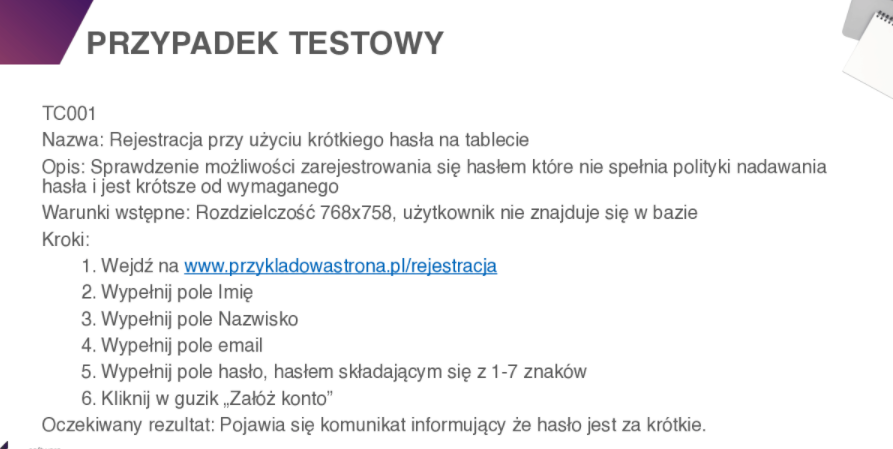 PRZYPADEK TESTOWY
TC001
Nazwa: Rejestracja przy użyciu krótkiego hasła na tablecie
Opis: Sprawdzenie możliwości zarejestrowania się hasłem które nie spełnia polityki nadawania
hasła i jest krótsze od wymaganego
Warunki wstępne: Rozdzielczość 768x758, użytkownik nie znajduje się w bazie
Kroki:
1. Wejdź na www.przykladowastrona.pl/rejestracja
2. Wypełnij pole Imię
3. Wypełnij pole Nazwisko
4. Wypełnij pole email
5. Wypełnij pole hasło, hasłem składającym się z 1-7 znaków
6. Kliknij w guzik „Załóż konto”
Oczekiwany rezultat: Pojawia się komunikat informujący że hasło jest za krótkie.